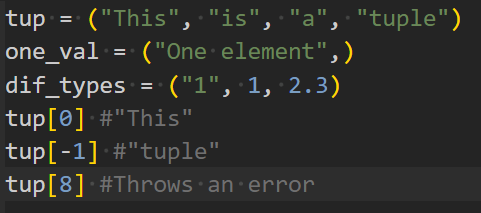 tup = ("This", "is", "a", "tuple")
one_val = ("One element",)
dif_types = ("1", 1, 2.3)
tup[0] #"This"
tup[-1] #"tuple"
tup[8] #Throws an error